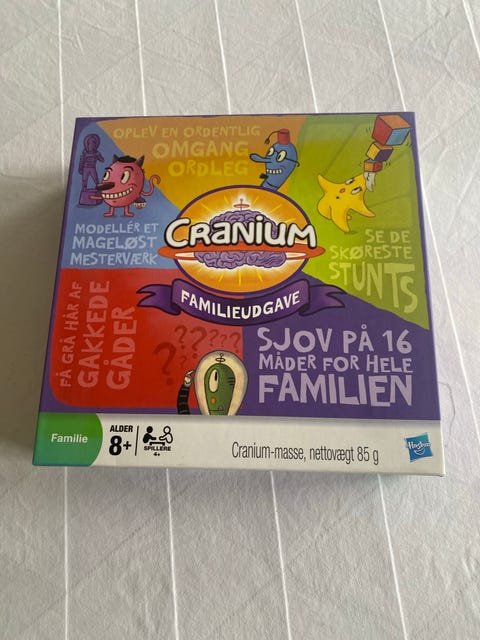 OPLEV EN ORDENTLIG
OMGANG
ORDLEG
MODELLÉR ET
MAGELØST
MESTERVÆRK
CRANIUM
FAMILIEUDGAVE
SE DE
SKØRESTE
STUNTS
FÅ GRÅ HÅR AF
GAKKEDE
GÅDER
???????
SJOV PÅ 16
MÅDER FOR HELE
FAMILIEN
Familie
ALDER
8+
SPILLERE
4+
Cranium-masse, nettovægt 85 g
Hasbro